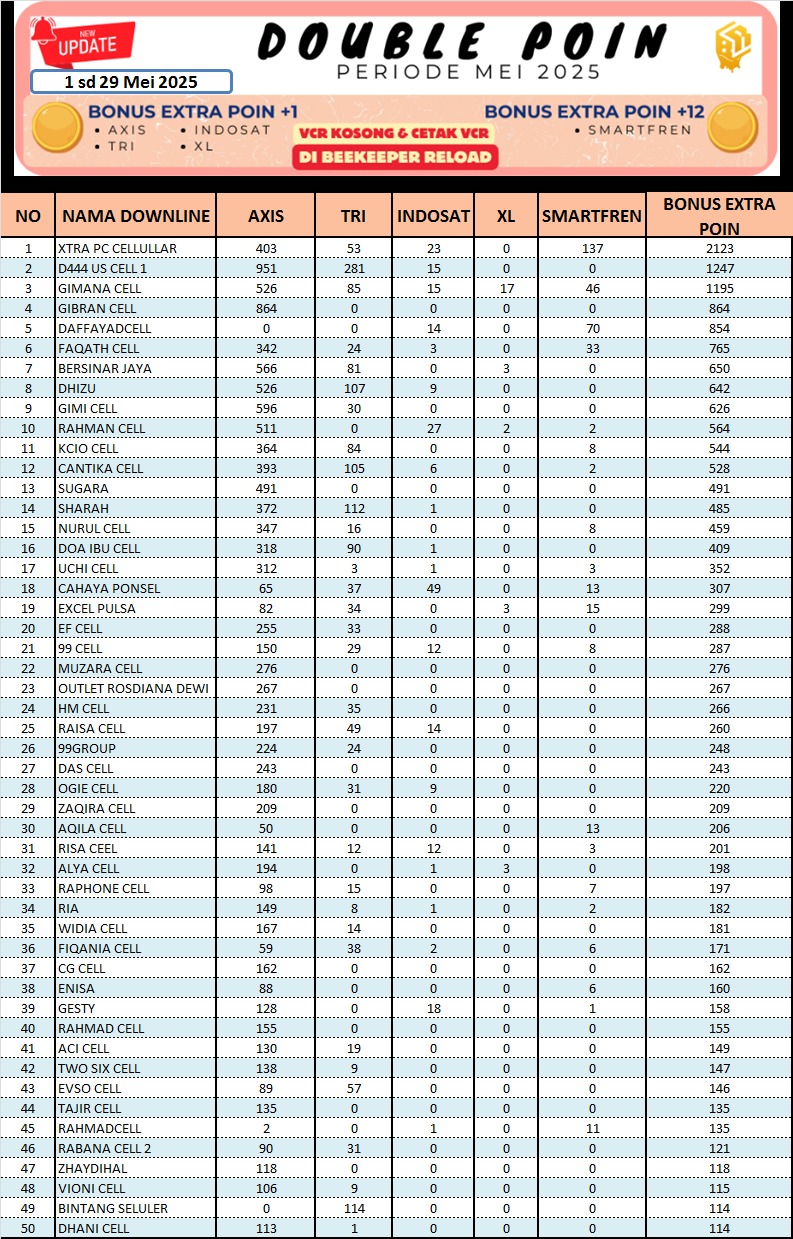 NEW
UPDATE
DOUBLE POIN
PERIODE MEI 2025
1 sd 29 Mei 2025
BONUS EXTRA POIN +1
• AXIS • INDOSAT
• TRI • XL
VCR KOSONG & CETAK VCR
DI BEEKEEPER RELOAD
BONUS EXTRA POIN +12
• SMARTFREN
NO NAMA DOWNLINE AXIS TRI INDOSAT XL SMARTFREN BONUS EXTRA POIN
1 XTRA PC CELLULLAR 403 53 23 0 137 2123
2 D444 US CELL 1 951 281 15 0 0 1247
3 GIMANA CELL 526 85 15 17 46 1195
4 GIBRAN CELL 864 0 0 0 0 864
5 DAFFAYADCELL 0 0 14 0 70 854
6 FAQATH CELL 342 24 3 0 33 765
7 BERSINAR JAYA 566 81 0 3 0 650
8 DHIZU 526 107 9 0 0 642
9 GIMI CELL 596 30 0 0 0 626
10 RAHMAN CELL 511 0 27 2 2 564
11 KCIO CELL 364 84 0 0 8 544
12 CANTIKA CELL 393 105 6 0 2 528
13 SUGARA 491 0 0 0 0 491
14 SHARAH 372 112 1 0 0 485
15 NURUL CELL 347 16 0 0 8 459
16 DOA IBU CELL 318 90 1 0 0 409
17 UCHI CELL 312 3 1 0 3 352
18 CAHAYA PONSEL 65 37 49 0 13 307
19 EXCEL PULSA 82 34 0 3 15 299
20 EF CELL 255 33 0 0 0 288
21 99 CELL 150 29 12 0 8 287
22 MUZARA CELL 276 0 0 0 0 276
23 OUTLET ROSDIANA DEWI 267 0 0 0 0 267
24 HM CELL 231 35 0 0 0 266
25 RAISA CELL 197 49 14 0 0 260
26 99GROUP 224 24 0 0 0 248
27 DAS CELL 243 0 0 0 0 243
28 OGIE CELL 180 31 9 0 0 220
29 ZAQIRA CELL 209 0 0 0 0 209
30 AQILA CELL 50 0 0 0 13 206
31 RISA CEEL 141 12 12 0 3 201
32 ALYA CELL 194 0 1 3 0 198
33 RAPHONE CELL 98 15 0 0 7 197
34 RIA 149 8 1 0 2 182
35 WIDIA CELL 167 14 0 0 0 181
36 FIQANIA CELL 59 38 2 0 6 171
37 CG CELL 162 0 0 0 0 162
38 ENISA 88 0 0 0 6 160
39 GESTY 128 0 18 0 1 158
40 RAHMAD CELL 155 0 0 0 0 155
41 ACI CELL 130 19 0 0 0 149
42 TWO SIX CELL 138 9 0 0 0 147
43 EVSO CELL 89 57 0 0 0 146
44 TAJIR CELL 135 0 0 0 0 135
45 RAHMADCELL 2 0 1 0 11 135
46 RABANA CELL 2 90 31 0 0 0 121
47 ZHAYDIHAL 118 0 0 0 0 118
48 VIONI CELL 106 9 0 0 0 115
49 BINTANG SELULER 0 114 0 0 0 114
50 DHANI CELL 113 1 0 0 0 114